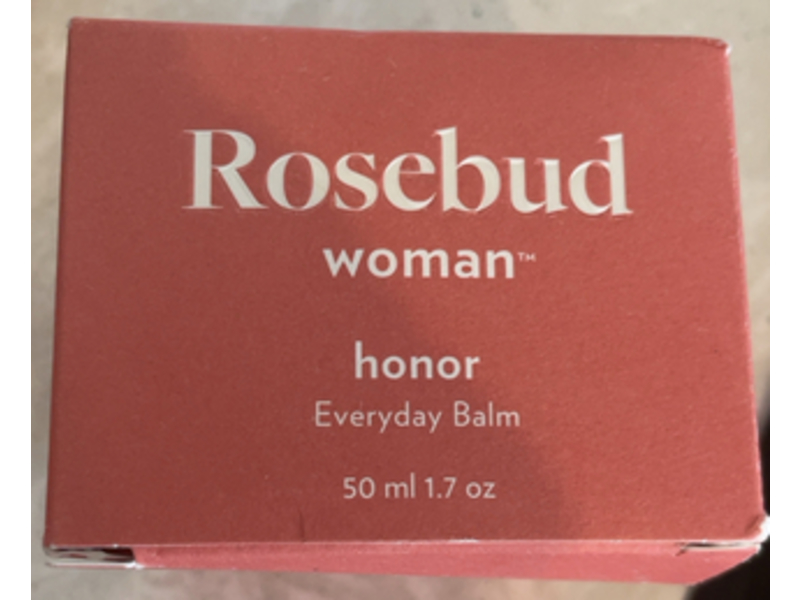 Rosebud
woman™
honor
Everyday Balm
50 ml 1.7 oz